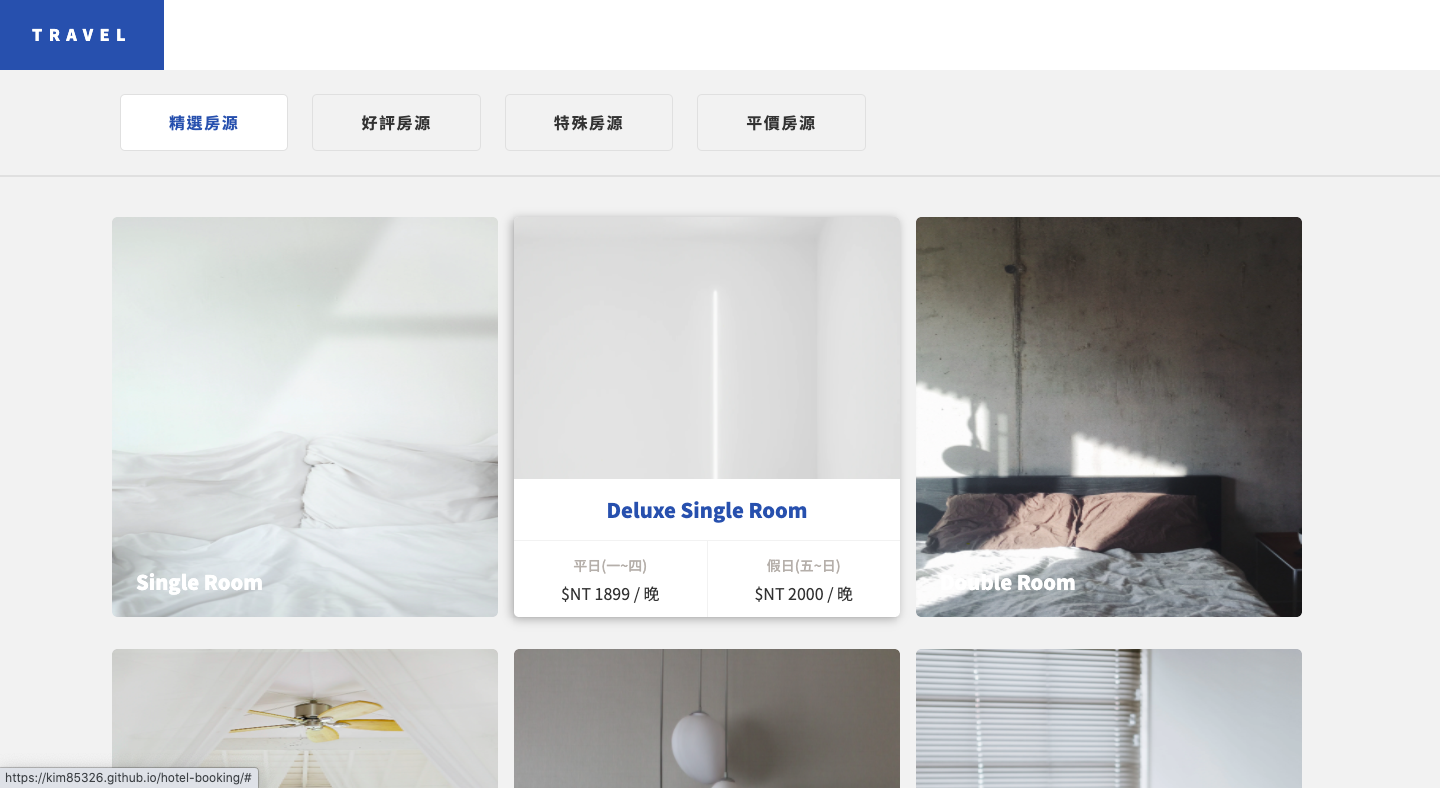 TRAVEL
精選房源
好評房源
特殊房源
平價房源
Single Room
Deluxe Single Room
平日(一~四)
$NT 1899 / 晚
假日(五~日)
$NT 2000 / 晚
Double Room
https://kim85326.github.io/hotel-booking/#